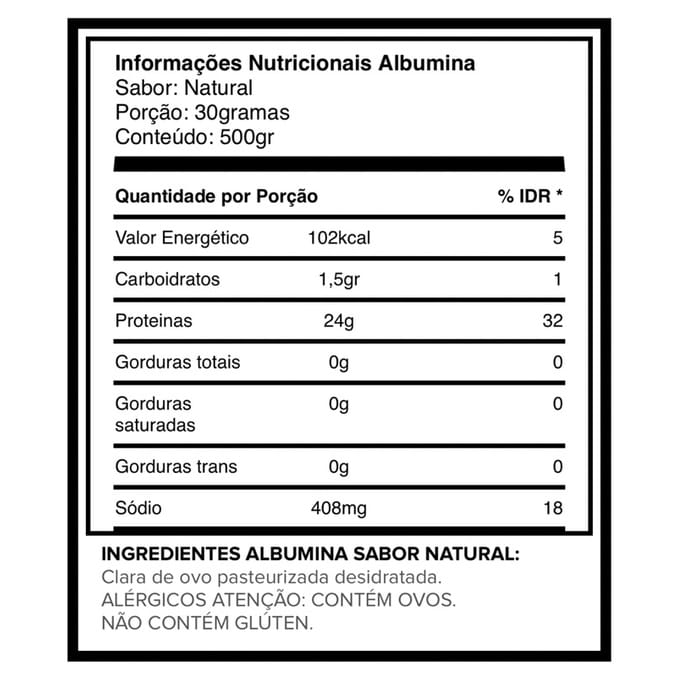 Informações Nutricionais Albumina
Sabor: Natural
Porção: 30gramas
Conteúdo: 500gr
Quantidade por Porção % IDR *
Valor Energético 102kcal 5
Carboidratos 1,5gr 1
Proteinas 24g 32
Gorduras totais 0g 0
Gorduras saturadas 0g 0
Gorduras trans 0g 0
Sódio 408mg 18
INGREDIENTES ALBUMINA SABOR NATURAL:
Clara de ovo pasteurizada desidratada.
ALÉRGICOS ATENÇÃO: CONTÉM OVOS.
NÃO CONTÉM GLÚTEN.